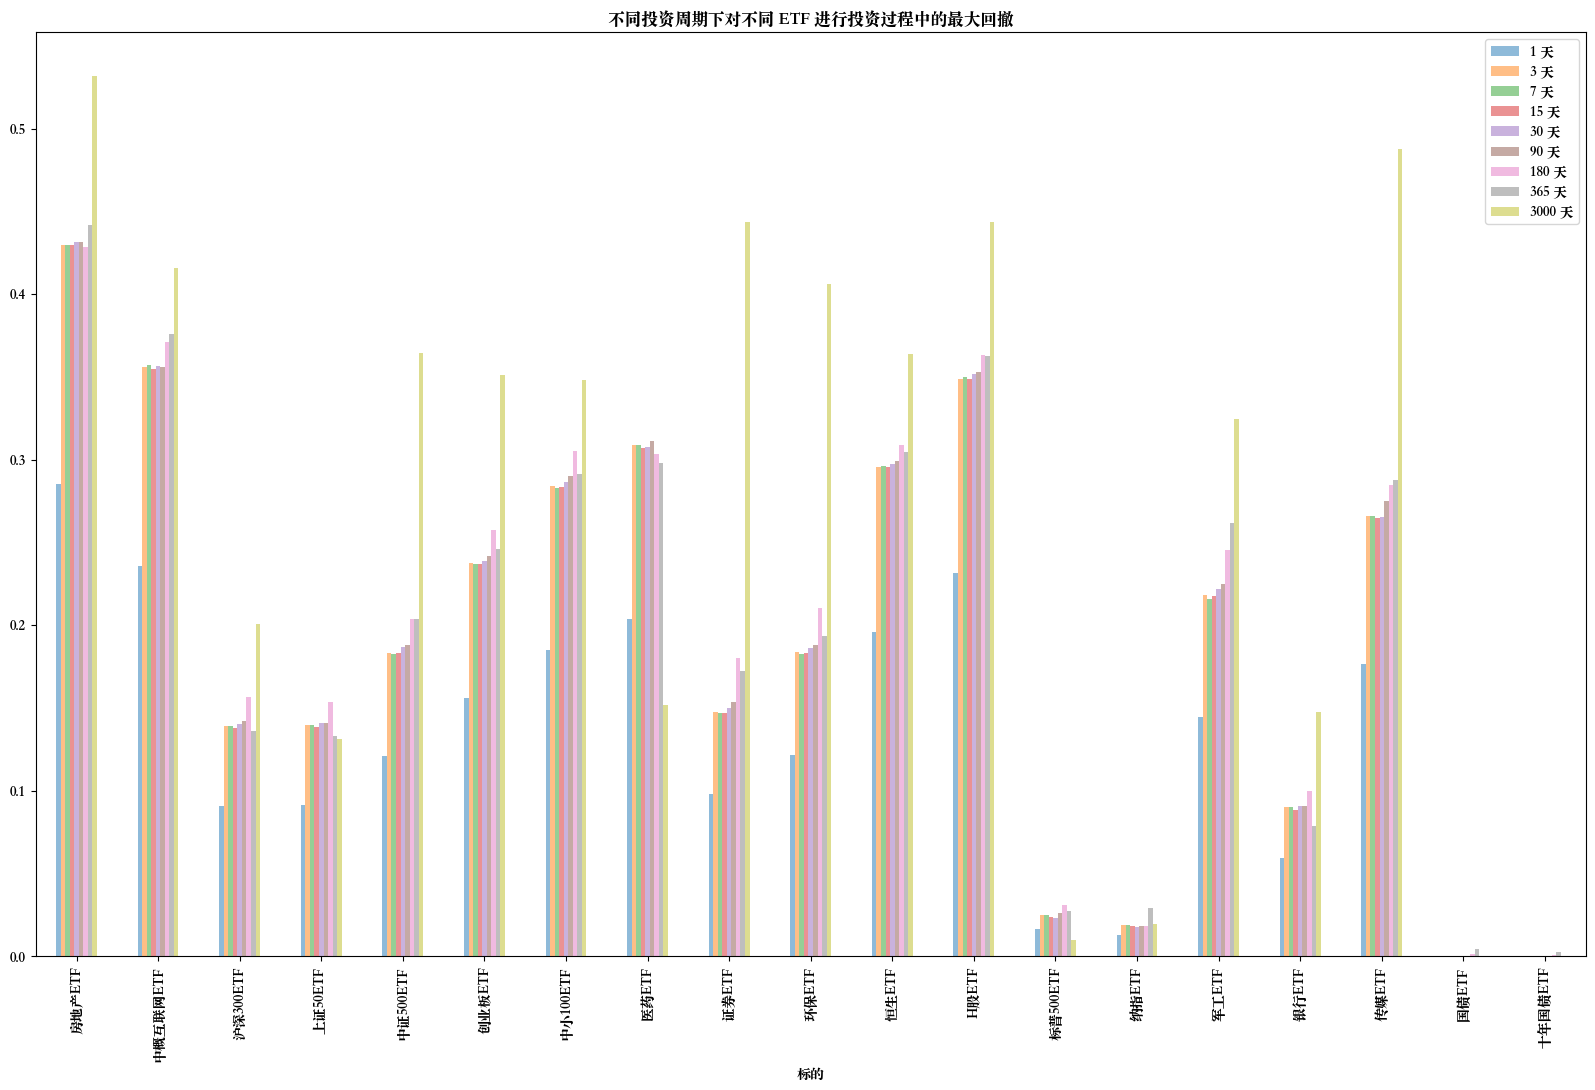 不同投资周期下对不同 ETF 进行投资过程中的最大回撤
1 天
3 天
7 天
15 天
30 天
90 天
180 天
365 天
3000 天
0.5
0.4
0.3
0.2
0.1
0.0
房地产ETF
中概互联网ETF
沪深300ETF
上证50ETF
中证500ETF
创业板ETF
中小100ETF
医药ETF
证券ETF
环保ETF
恒生ETF
H股ETF
标普500ETF
纳指ETF
军工ETF
银行ETF
传媒ETF
国债ETF
十年国债ETF
标的